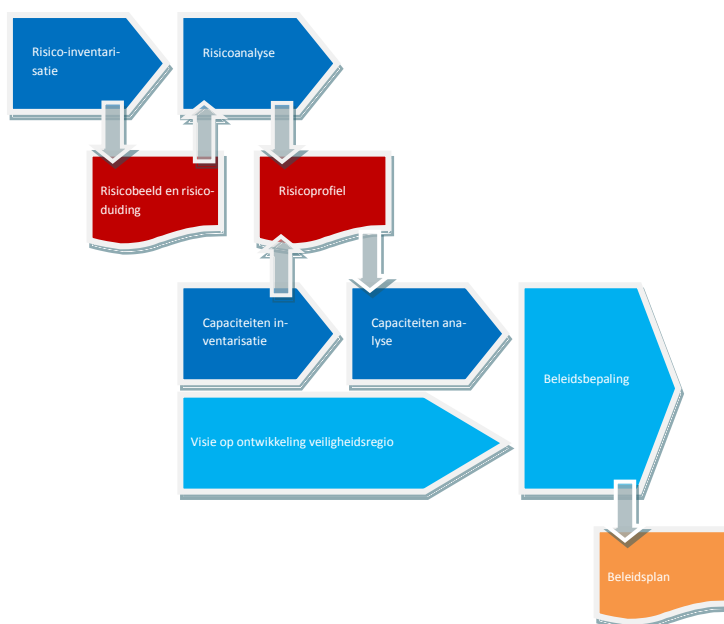 Risico-inventari-
satie
Risicoanalyse
Risicobeeld en risico-
duiding
Risicoprofiel
Capaciteiten in-
ventarisatie
Capaciteiten ana-
lyse
Beleidsbepaling
Visie op ontwikkeling veiligheidsregio
Beleidsplan